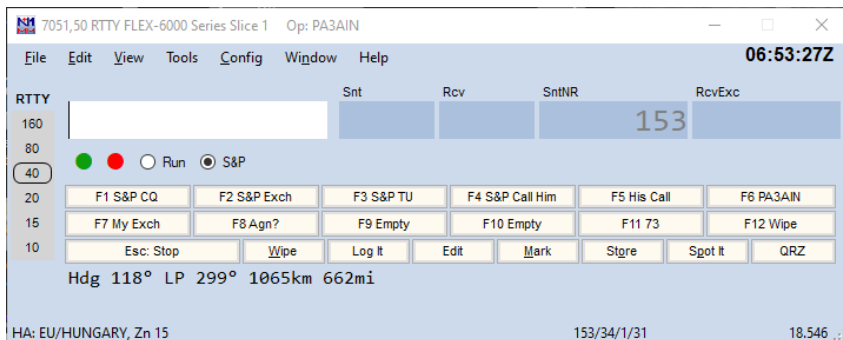 7051,50 RTTY FLEX-6000 Series Slice 1 Op: PA3AIN
File Edit View Tools Config Window Help 06:53:27Z
Snt Rcv SntNR RcvExc
RTTY
153
160
80
Run S&P
40
20 F1 S&P CQ F2 S&P Exch F3 S&P TU F4 S&P Call Him F5 His Call F6 PA3AIN
15 F7 My Exch F8 Agn? F9 Empty F10 Empty F11 73 F12 Wipe
10 Esc: Stop Wipe Log It Edit Mark Store Spot It QRZ
Hdg 118° LP 299° 1065km 662mi
HA: EU/HUNGARY, Zn 15 153/34/1/31 18.546